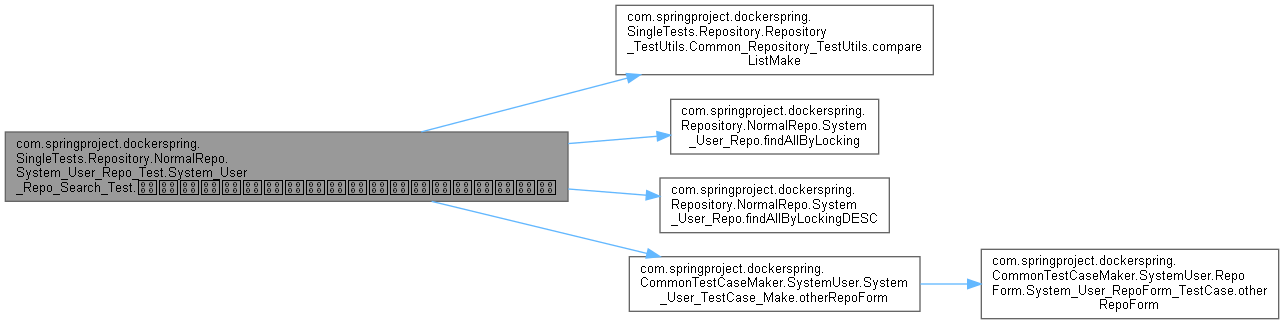 com.springproject.dockerspring.
SingleTests.Repository.Repository
_TestUtils.Common_Repository_TestUtils.compare
ListMake
com.springproject.dockerspring.
Repository.NormalRepo.System
_User_Repo.findAllByLocking
com.springproject.dockerspring.
SingleTests.Repository.NormalRepo.
System_User_Repo_Test.System_User
_Repo_Search_Test.
com.springproject.dockerspring.
Repository.NormalRepo.System
_User_Repo.findAllByLockingDESC
com.springproject.dockerspring.
CommonTestCaseMaker.SystemUser.System
_User_TestCase_Make.otherRepoForm
com.springproject.dockerspring.
CommonTestCaseMaker.SystemUser.Repo
Form.System_User_RepoForm_TestCase.other
RepoForm